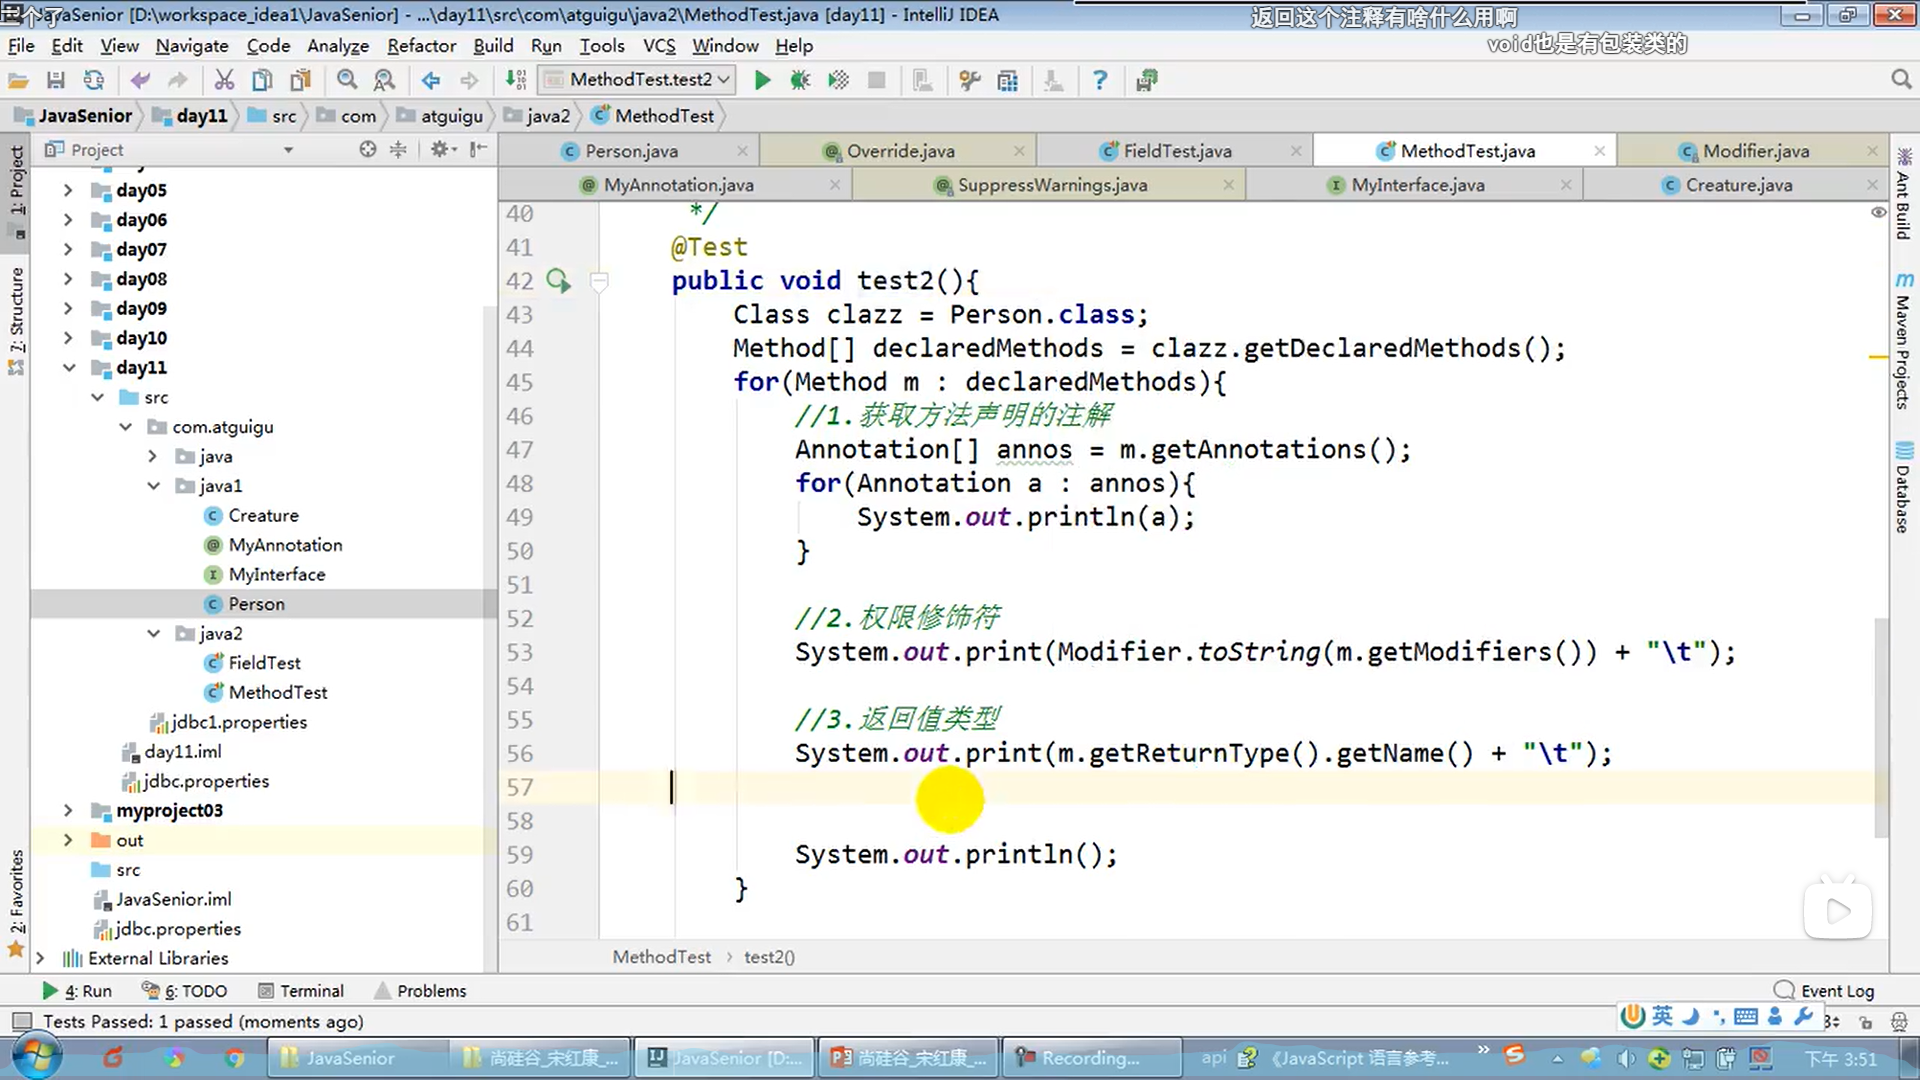 三个了
JavaSenior [D:\workspace_idea1\JavaSenior] - ...\day11\src\com\atguigu\java2\MethodTest.java [day11] - IntelliJ IDEA
返回这个注释有啥什么用啊
void也是有包装类的
File Edit View Navigate Code Analyze Refactor Build Run Tools VCS Window Help
MethodTest.test2
JavaSenior day11 src com atguigu java2 MethodTest
Project
Person.java Override.java FieldTest.java MethodTest.java Modifier.java
MyAnnotation.java SuppressWarnings.java MyInterface.java Creature.java
1: Project
7: Structure
2: Favorites
day05
day06
day07
day08
day09
day10
day11
src
com.atguigu
java
java1
Creature
MyAnnotation
MyInterface
Person
java2
FieldTest
MethodTest
jdbc1.properties
day11.iml
jdbc.properties
myproject03
out
src
JavaSenior.iml
jdbc.properties
External Libraries
40 */
41 @Test
42 public void test2(){
43 Class clazz = Person.class;
44 Method[] declaredMethods = clazz.getDeclaredMethods();
45 for(Method m : declaredMethods){
46 //1.获取方法声明的注解
47 Annotation[] annos = m.getAnnotations();
48 for(Annotation a : annos){
49 System.out.println(a);
50 }
51
52 //2.权限修饰符
53 System.out.print(Modifier.toString(m.getModifiers()) + "\t");
54
55 //3.返回值类型
56 System.out.print(m.getReturnType().getName() + "\t");
57
58
59 System.out.println();
60 }
61
MethodTest › test2()
Ant Build
Maven Projects
Database
4: Run 6: TODO Terminal Problems Event Log
Tests Passed: 1 passed (moments ago)
英
JavaSenior 尚硅谷_宋红康_... JavaSenior [D:... 尚硅谷_宋红康_... Recording... api 《JavaScript 语言参考... » 下午 3:51